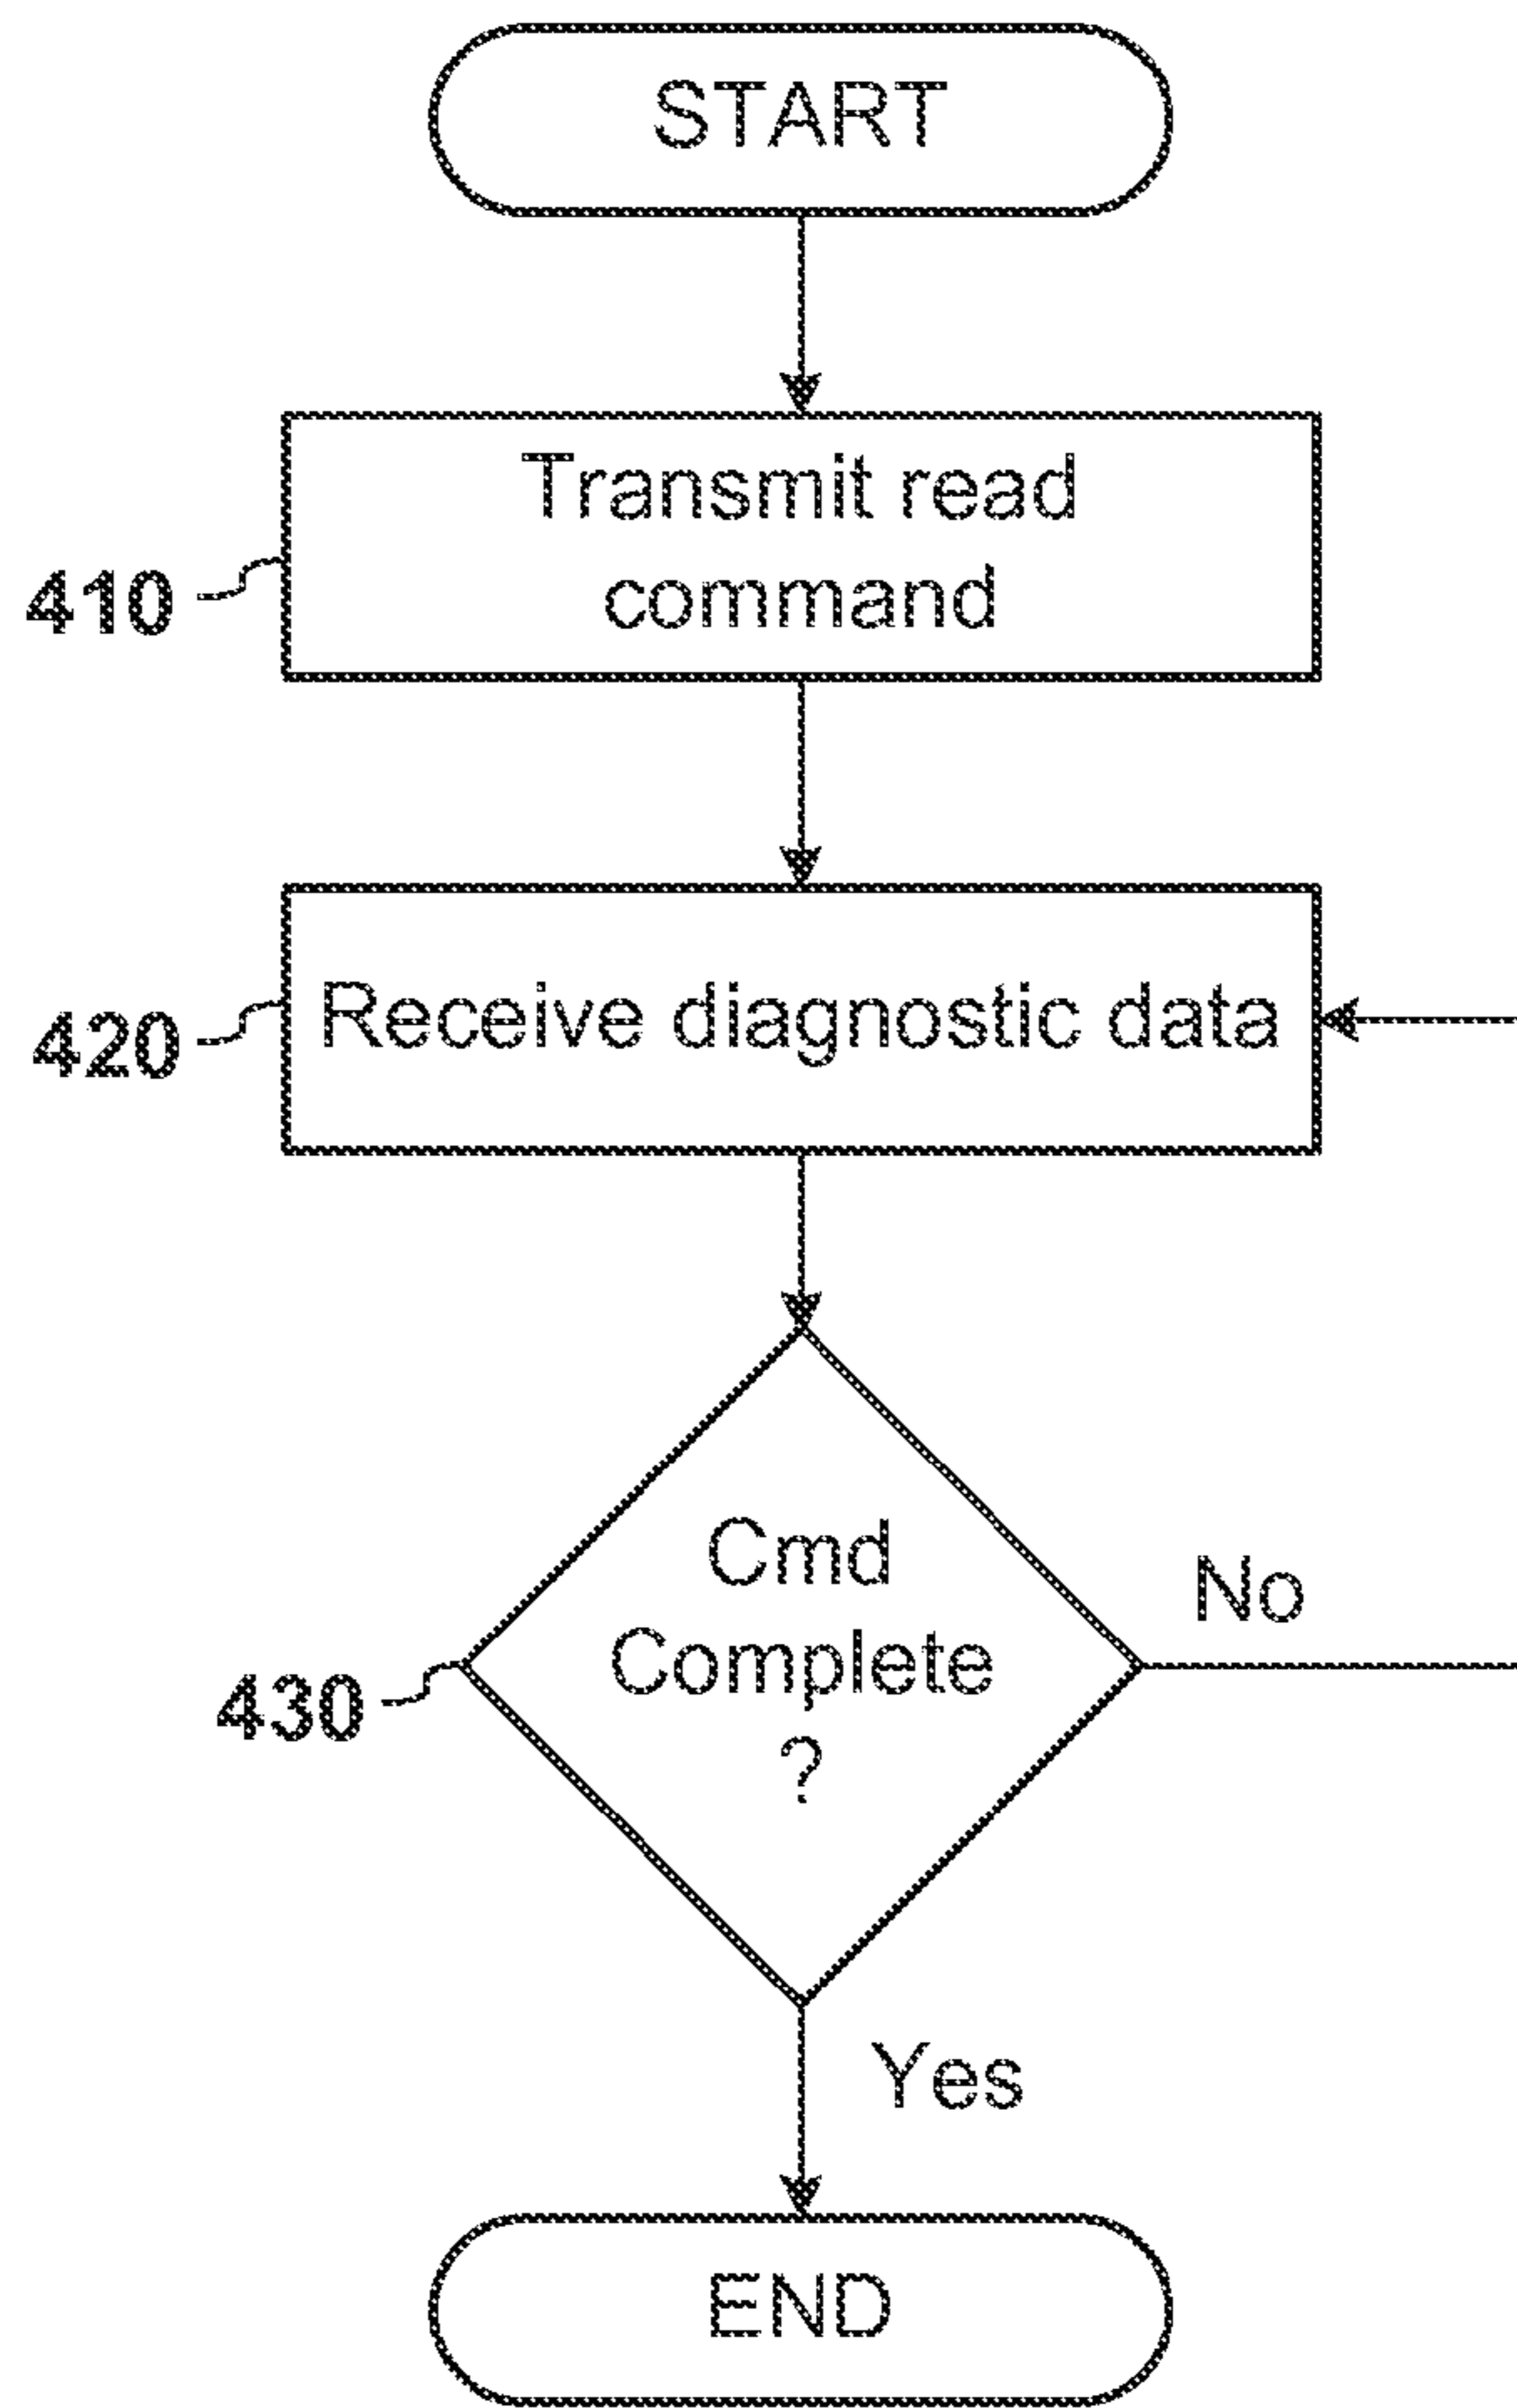 START
Transmit read
command
410
Receive diagnostic data
420
Cmd
Complete
?
No
430
Yes
END